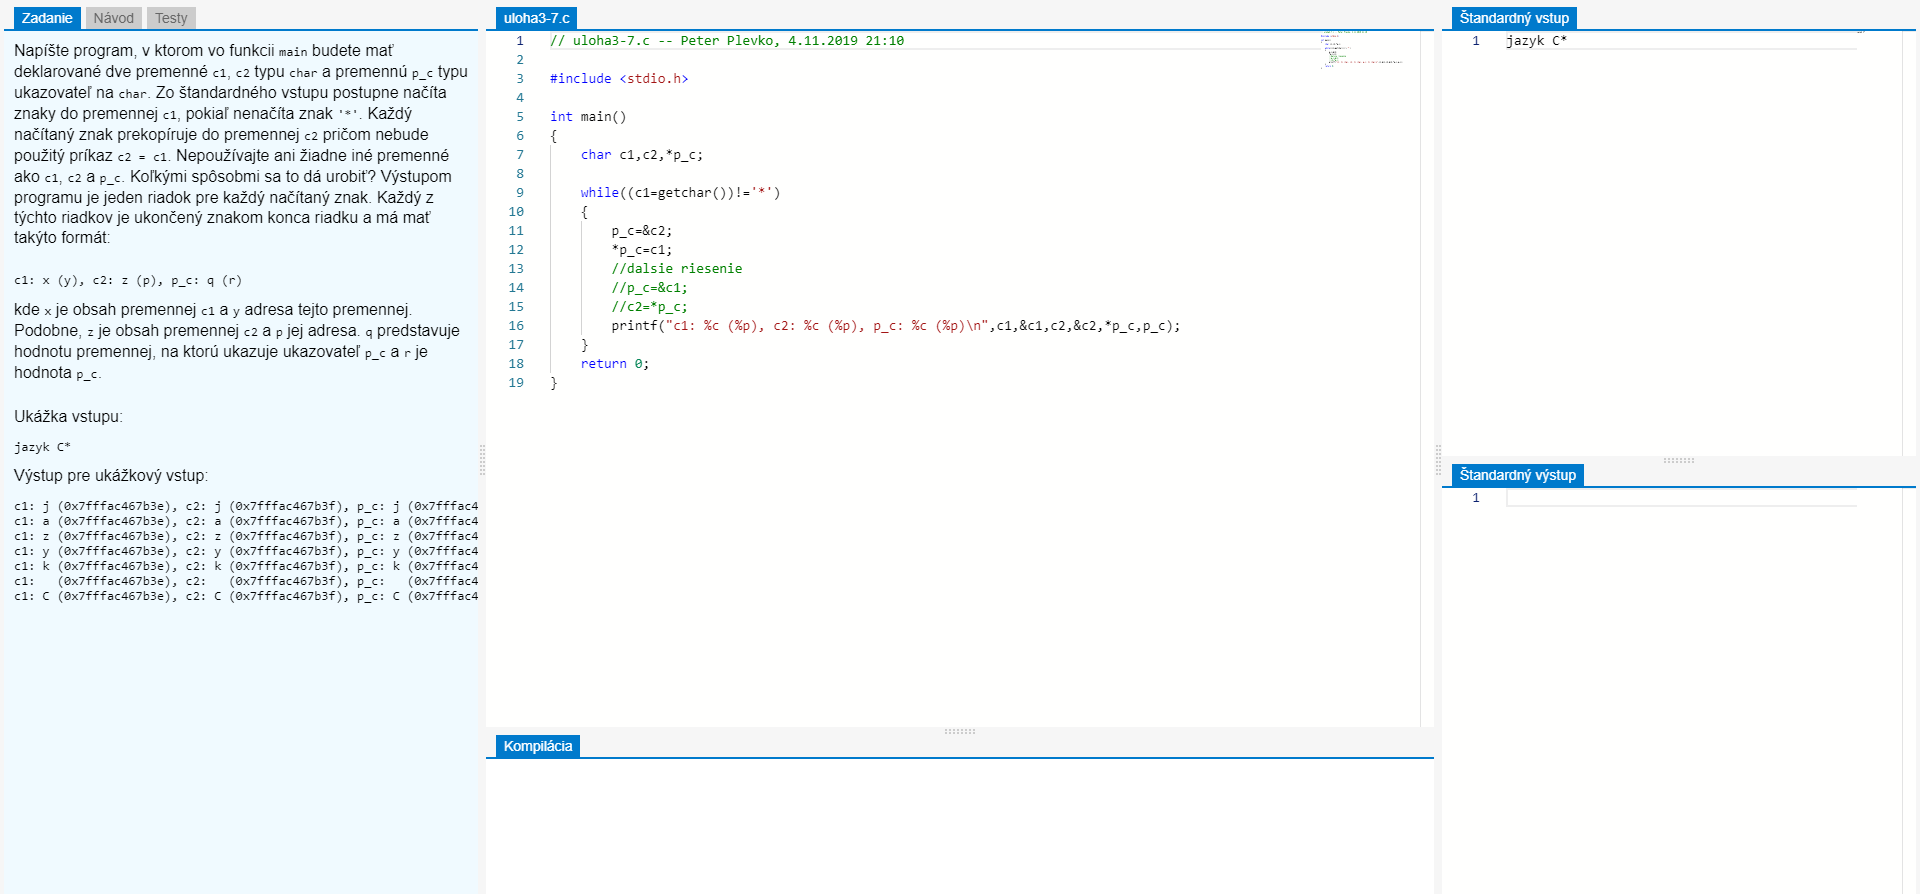 Zadanie Návod Testy
Napíšte program, v ktorom vo funkcii main budete mať
deklarované dve premenné c1, c2 typu char a premennú p_c typu
ukazovateľ na char. Zo štandardného vstupu postupne načíta
znaky do premennej c1, pokiaľ nenačíta znak '*'. Každý
načítaný znak prekopíruje do premennej c2 pričom nebude
použitý príkaz c2 = c1. Nepoužívajte ani žiadne iné premenné
ako c1, c2 a p_c. Koľkými spôsobmi sa to dá urobiť? Výstupom
programu je jeden riadok pre každý načítaný znak. Každý z
týchto riadkov je ukončený znakom konca riadku a má mať
takýto formát:
c1: x (y), c2: z (p), p_c: q (r)
kde x je obsah premennej c1 a y adresa tejto premennej.
Podobne, z je obsah premennej c2 a p jej adresa. q predstavuje
hodnotu premennej, na ktorú ukazuje ukazovateľ p_c a r je
hodnota p_c.
Ukážka vstupu:
jazyk C*
Výstup pre ukážkový vstup:
c1: j (0x7fffac467b3e), c2: j (0x7fffac467b3f), p_c: j (0x7fffac4
c1: a (0x7fffac467b3e), c2: a (0x7fffac467b3f), p_c: a (0x7fffac4
c1: z (0x7fffac467b3e), c2: z (0x7fffac467b3f), p_c: z (0x7fffac4
c1: y (0x7fffac467b3e), c2: y (0x7fffac467b3f), p_c: y (0x7fffac4
c1: k (0x7fffac467b3e), c2: k (0x7fffac467b3f), p_c: k (0x7fffac4
c1:   (0x7fffac467b3e), c2:   (0x7fffac467b3f), p_c:   (0x7fffac4
c1: C (0x7fffac467b3e), c2: C (0x7fffac467b3f), p_c: C (0x7fffac4
uloha3-7.c
1 // uloha3-7.c -- Peter Plevko, 4.11.2019 21:10
2
3 #include <stdio.h>
4
5 int main()
6 {
7     char c1,c2,*p_c;
8
9     while((c1=getchar())!='*')
10     {
11         p_c=&c2;
12         *p_c=c1;
13         //dalsie riesenie
14         //p_c=&c1;
15         //c2=*p_c;
16         printf("c1: %c (%p), c2: %c (%p), p_c: %c (%p)\n",c1,&c1,c2,&c2,*p_c,p_c);
17     }
18     return 0;
19 }
Kompilácia
Štandardný vstup
1 jazyk C*
Štandardný výstup
1